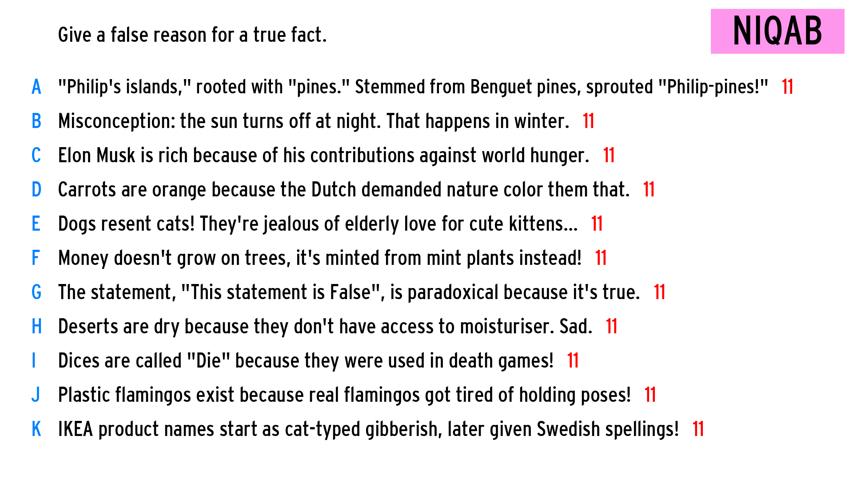 Give a false reason for a true fact.
NIQAB
A "Philip's islands," rooted with "pines." Stemmed from Benguet pines, sprouted "Philip-pines!" 11
B Misconception: the sun turns off at night. That happens in winter. 11
C Elon Musk is rich because of his contributions against world hunger. 11
D Carrots are orange because the Dutch demanded nature color them that. 11
E Dogs resent cats! They're jealous of elderly love for cute kittens... 11
F Money doesn't grow on trees, it's minted from mint plants instead! 11
G The statement, "This statement is False", is paradoxical because it's true. 11
H Deserts are dry because they don't have access to moisturiser. Sad. 11
I Dices are called "Die" because they were used in death games! 11
J Plastic flamingos exist because real flamingos got tired of holding poses! 11
K IKEA product names start as cat-typed gibberish, later given Swedish spellings! 11